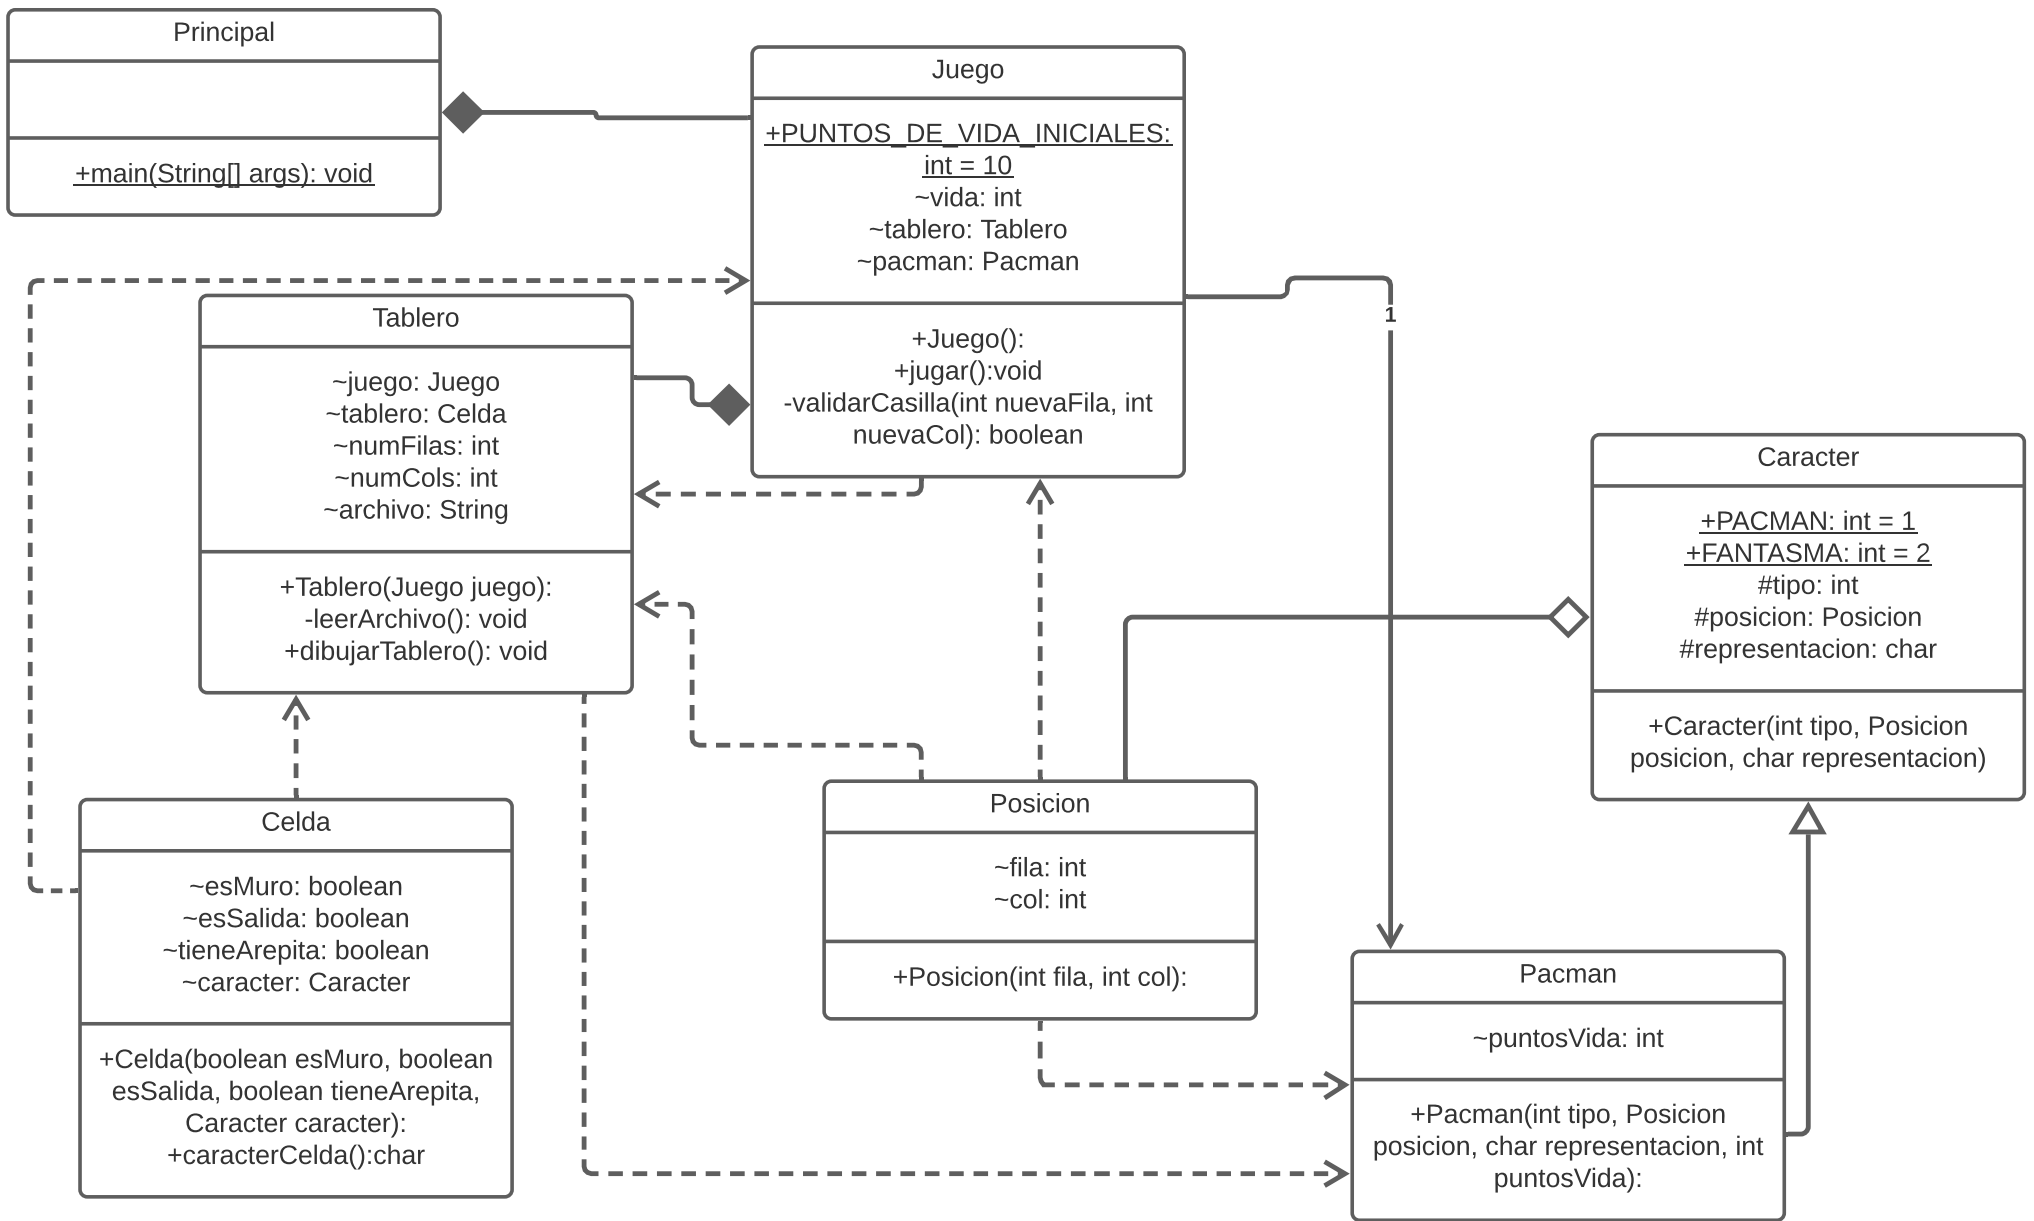 Principal
+main(String[] args): void
Juego
+PUNTOS_DE_VIDA_INICIALES:
int = 10
~vida: int
~tablero: Tablero
~pacman: Pacman
+Juego():
+jugar():void
-validarCasilla(int nuevaFila, int
nuevaCol): boolean
1
Tablero
~juego: Juego
~tablero: Celda
~numFilas: int
~numCols: int
~archivo: String
+Tablero(Juego juego):
-leerArchivo(): void
+dibujarTablero(): void
Caracter
+PACMAN: int = 1
+FANTASMA: int = 2
#tipo: int
#posicion: Posicion
#representacion: char
+Caracter(int tipo, Posicion
posicion, char representacion)
Celda
~esMuro: boolean
~esSalida: boolean
~tieneArepita: boolean
~caracter: Caracter
+Celda(boolean esMuro, boolean
esSalida, boolean tieneArepita,
Caracter caracter):
+caracterCelda():char
Posicion
~fila: int
~col: int
+Posicion(int fila, int col):
Pacman
~puntosVida: int
+Pacman(int tipo, Posicion
posicion, char representacion, int
puntosVida):